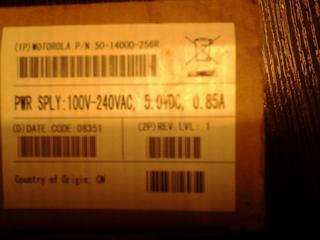 (1P)MOTOROLA P/N:50-14000-256R
PWR SPLY:100V-240VAC, 5.0VDC, 0.85A
(D)DATE CODE:08351
(2P)REV. LVL: 1
Country of Origin: CN